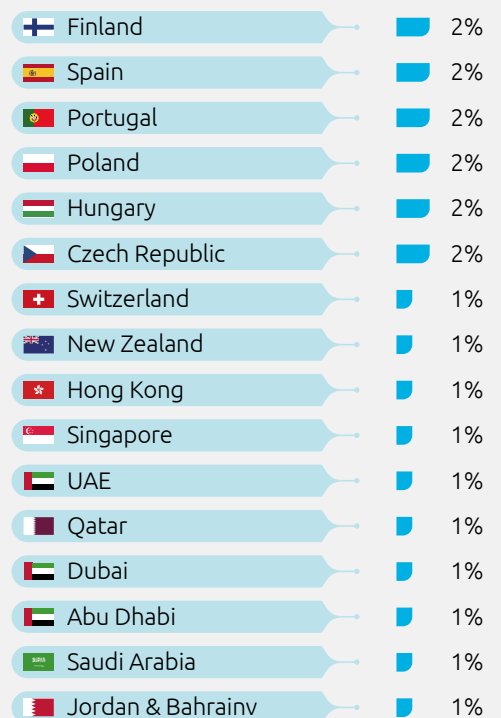 Finland 2%
Spain 2%
Portugal 2%
Poland 2%
Hungary 2%
Czech Republic 2%
Switzerland 1%
New Zealand 1%
Hong Kong 1%
Singapore 1%
UAE 1%
Qatar 1%
Dubai 1%
Abu Dhabi 1%
Saudi Arabia 1%
Jordan & Bahrainv 1%